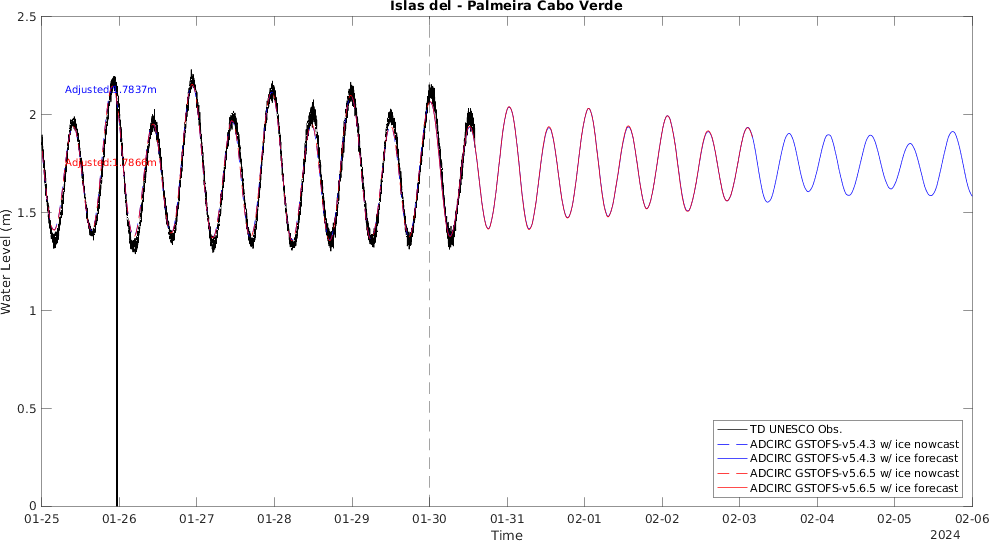 Islas del - Palmeira Cabo Verde
2.5
2
1.5
1
0.5
0
Water Level (m)
Adjusted:1.7837m
Adjusted:1.7866m
TD UNESCO Obs.
ADCIRC GSTOFS-v5.4.3 w/ ice nowcast
ADCIRC GSTOFS-v5.4.3 w/ ice forecast
ADCIRC GSTOFS-v5.6.5 w/ ice nowcast
ADCIRC GSTOFS-v5.6.5 w/ ice forecast
01-25 01-26 01-27 01-28 01-29 01-30 01-31 02-01 02-02 02-03 02-04 02-05 02-06
Time
2024